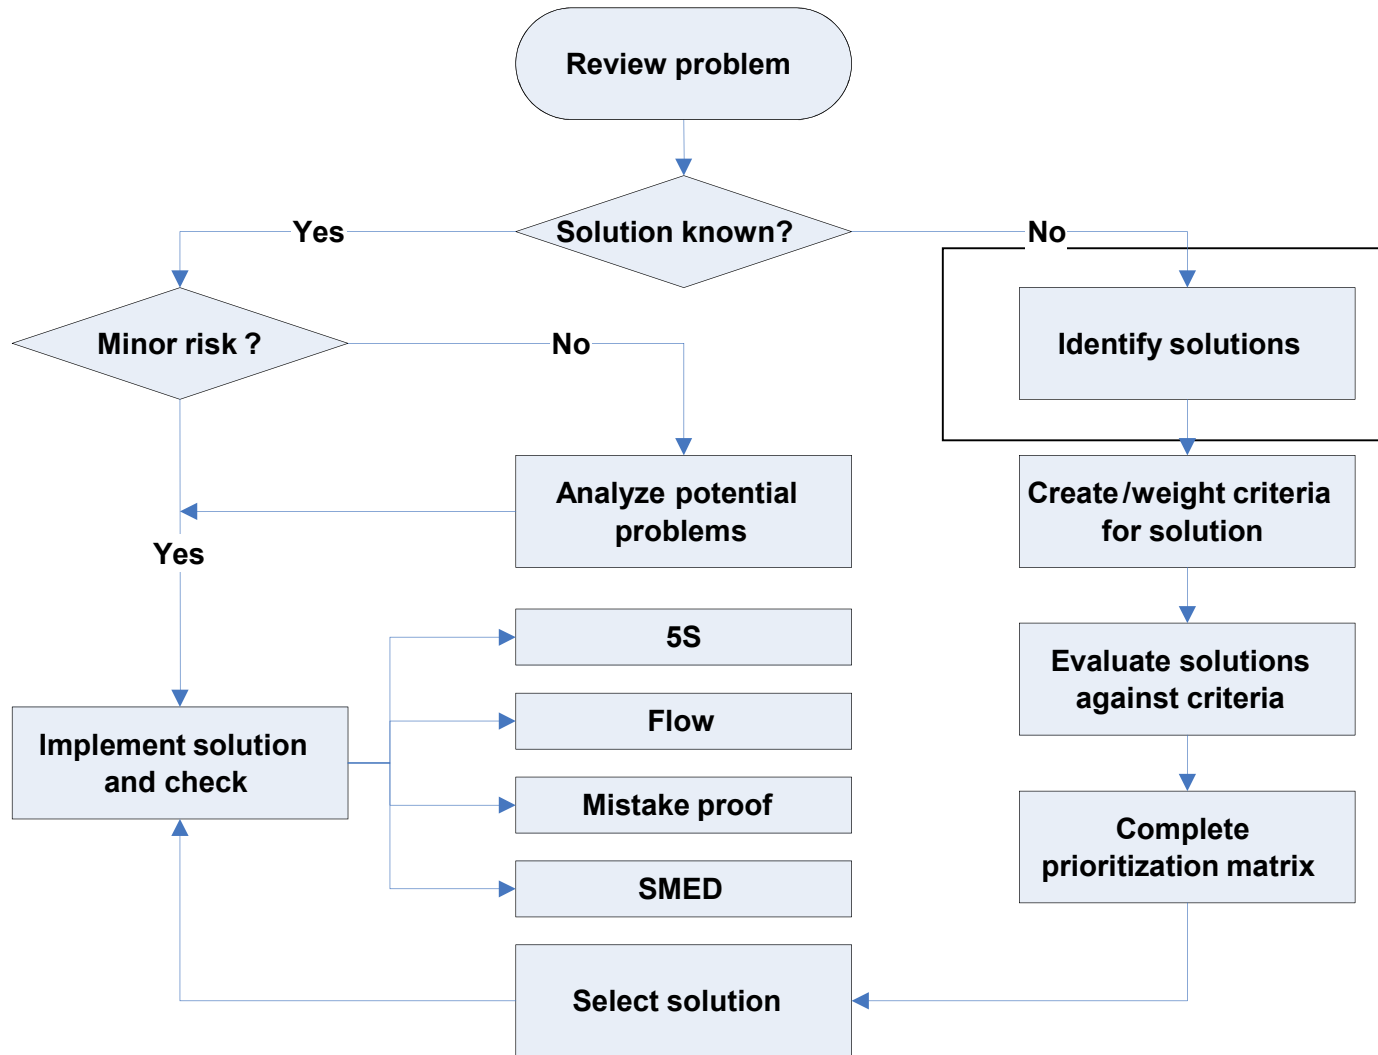 Review problem
Yes
Solution known?
No
Minor risk ?
No
Identify solutions
Analyze potential
problems
Create/weight criteria
for solution
Yes
5S
Evaluate solutions
against criteria
Flow
Implement solution
and check
Mistake proof
Complete
prioritization matrix
SMED
Select solution